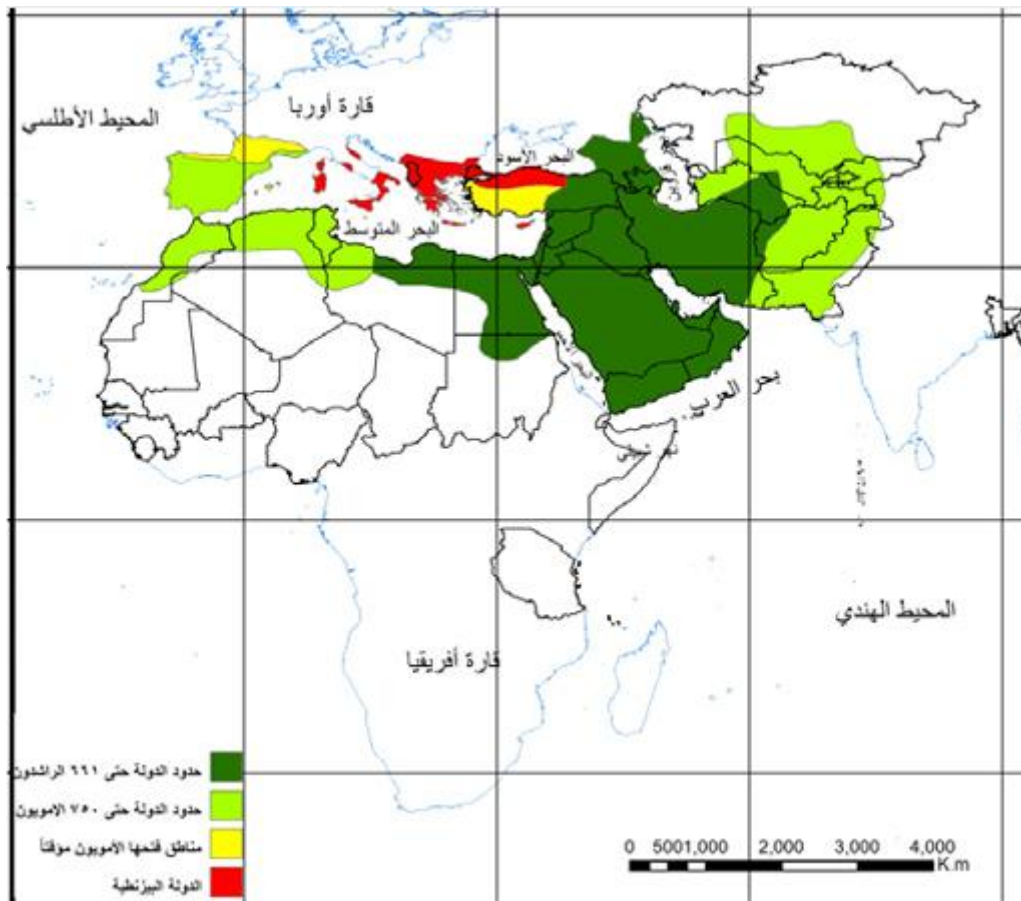 قارة أوربا
المحيط الأطلسي
البحر الأسود
البحر المتوسط
بحر العرب
المحيط الهندي
قارة أفريقيا
حدود الدولة حتى ٦٦١ الراشدون
حدود الدولة حتى ٧٥٠ الامويون
مناطق فتحها الأمويون موقتاً
الدولة البيزنطية
0 5001,000 2,000 3,000 4,000
K.m